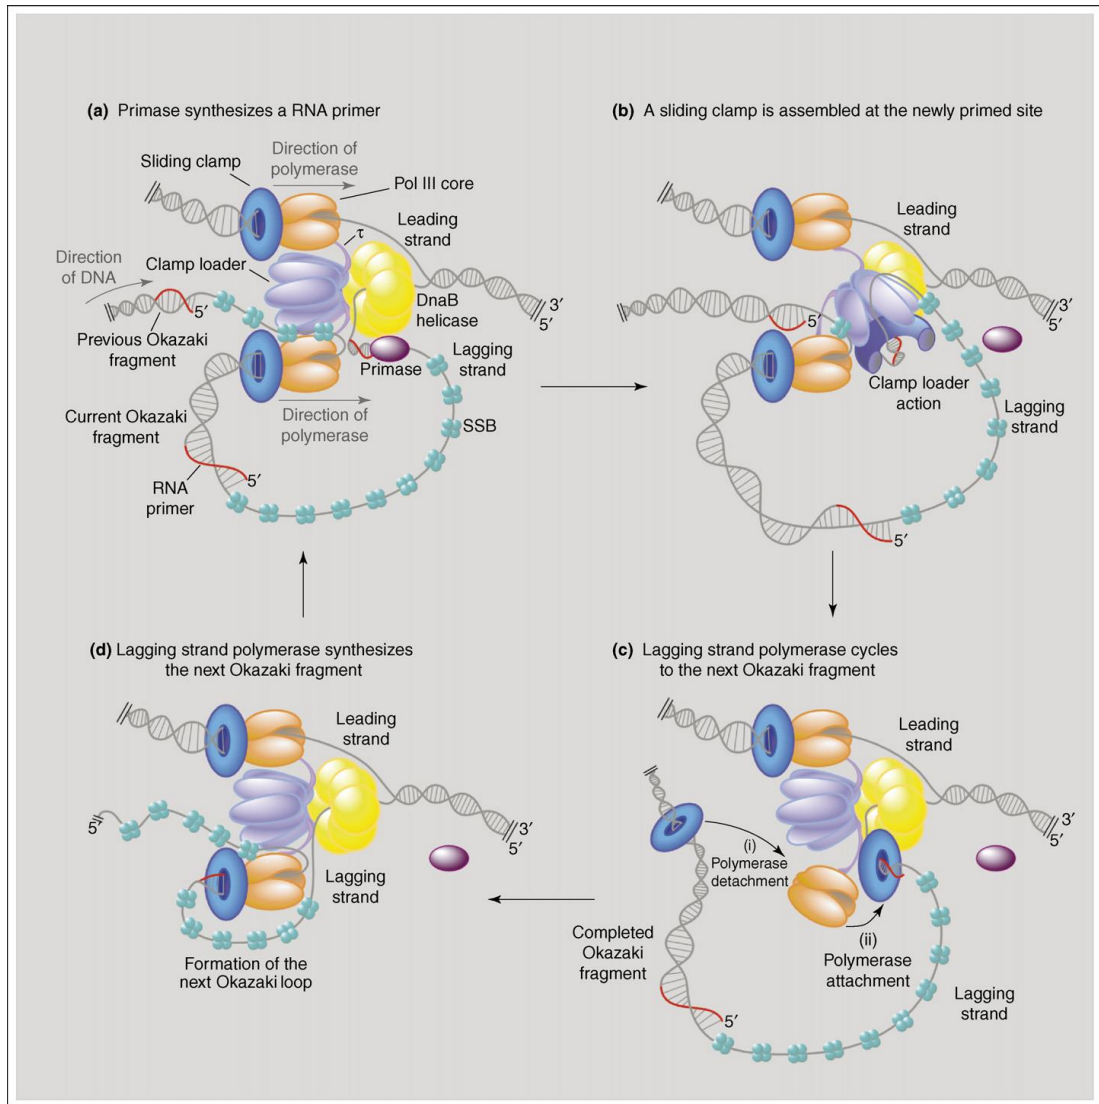 (a) Primase synthesizes a RNA primer
Sliding clamp
Direction of
polymerase
Pol III core
Leading
strand
τ
Direction
of DNA
Clamp loader
5′
DnaB
helicase
3′
5′
Previous Okazaki
fragment
Primase
Lagging
strand
Current Okazaki
fragment
Direction of
polymerase
SSB
RNA
primer
5′
(b) A sliding clamp is assembled at the newly primed site
Leading
strand
5′
3′
5′
Clamp loader
action
Lagging
strand
5′
(d) Lagging strand polymerase synthesizes
the next Okazaki fragment
Leading
strand
5′
3′
5′
Lagging
strand
Formation of the
next Okazaki loop
(c) Lagging strand polymerase cycles
to the next Okazaki fragment
Leading
strand
(i)
Polymerase
detachment
3′
5′
Completed
Okazaki
fragment
(ii)
Polymerase
attachment
Lagging
strand
5′